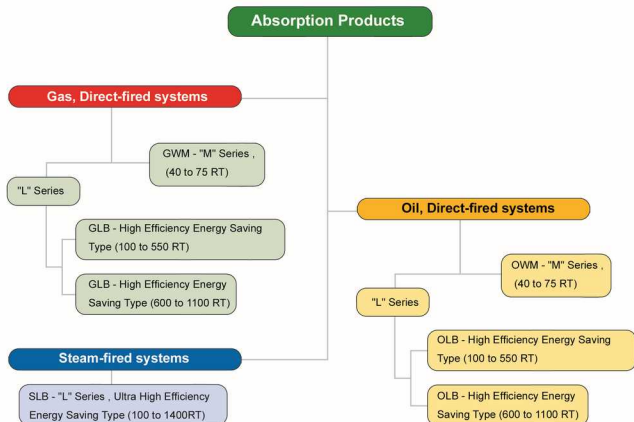 Absorption Products
Gas, Direct-fired systems
GWM - "M" Series ,
(40 to 75 RT)
"L" Series
GLB - High Efficiency Energy Saving
Type (100 to 550 RT)
GLB - High Efficiency Energy
Saving Type (600 to 1100 RT)
Oil, Direct-fired systems
OWM - "M" Series ,
(40 to 75 RT)
"L" Series
OLB - High Efficiency Energy Saving
Type (100 to 550 RT)
OLB - High Efficiency Energy
Saving Type (600 to 1100 RT)
Steam-fired systems
SLB - "L" Series , Ultra High Efficiency
Energy Saving Type (100 to 1400RT)